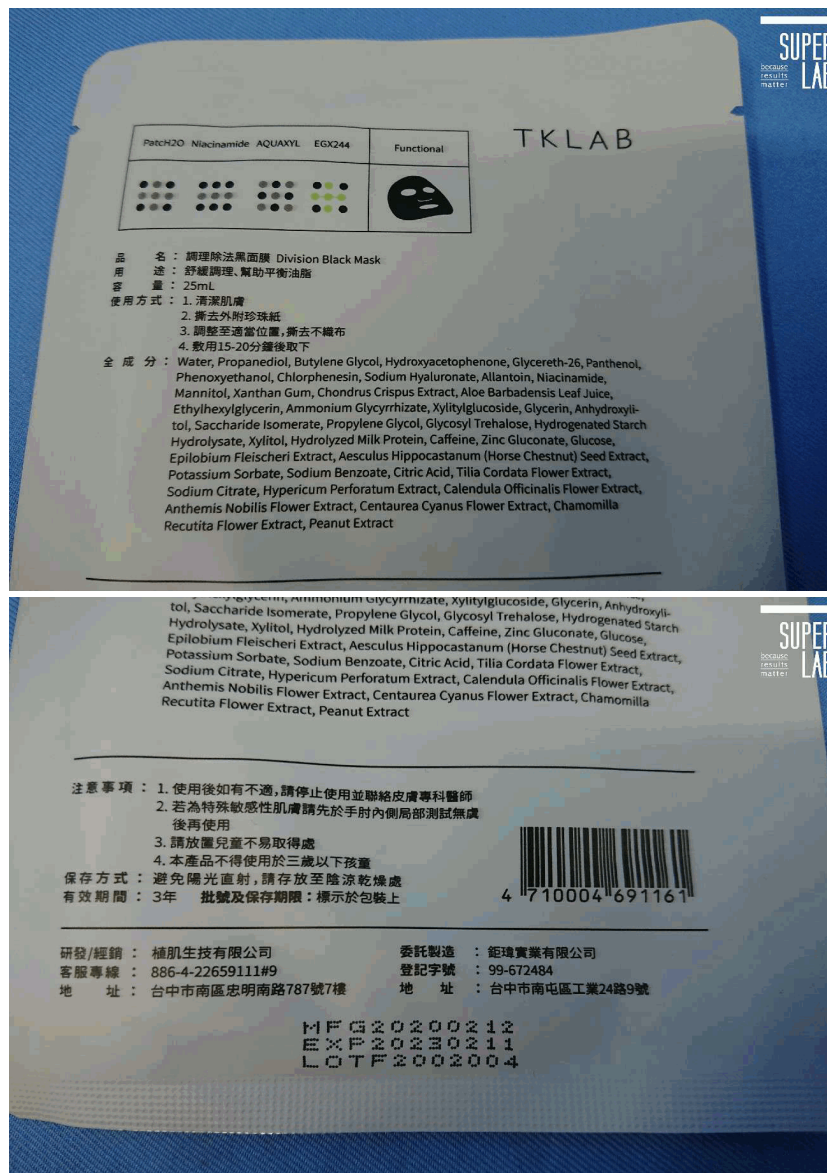 SUPER
because
results
matter
LAB
TKLAB
PatcH2O Niacinamide AQUAXYL EGX244 Functional
品名：調理除法黑面膜 Division Black Mask
用途：舒緩調理、幫助平衡油脂
容量：25mL
使用方式：1. 清潔肌膚
2. 撕去外附珍珠紙
3. 調整至適當位置，撕去不織布
4. 敷用15-20分鐘後取下
全成分：Water, Propanediol, Butylene Glycol, Hydroxyacetophenone, Glycereth-26, Panthenol,
Phenoxyethanol, Chlorphenesin, Sodium Hyaluronate, Allantoin, Niacinamide,
Mannitol, Xanthan Gum, Chondrus Crispus Extract, Aloe Barbadensis Leaf Juice,
Ethylhexylglycerin, Ammonium Glycyrrhizate, Xylitylglucoside, Glycerin, Anhydroxyli-
tol, Saccharide Isomerate, Propylene Glycol, Glycosyl Trehalose, Hydrogenated Starch
Hydrolysate, Xylitol, Hydrolyzed Milk Protein, Caffeine, Zinc Gluconate, Glucose,
Epilobium Fleischeri Extract, Aesculus Hippocastanum (Horse Chestnut) Seed Extract,
Potassium Sorbate, Sodium Benzoate, Citric Acid, Tilia Cordata Flower Extract,
Sodium Citrate, Hypericum Perforatum Extract, Calendula Officinalis Flower Extract,
Anthemis Nobilis Flower Extract, Centaurea Cyanus Flower Extract, Chamomilla
Recutita Flower Extract, Peanut Extract
SUPER
because
results
matter
LAB
Ammonium Glycyrrhizate, Xylitylglucoside, Glycerin, Anhydroxyli-
tol, Saccharide Isomerate, Propylene Glycol, Glycosyl Trehalose, Hydrogenated Starch
Hydrolysate, Xylitol, Hydrolyzed Milk Protein, Caffeine, Zinc Gluconate, Glucose,
Epilobium Fleischeri Extract, Aesculus Hippocastanum (Horse Chestnut) Seed Extract,
Potassium Sorbate, Sodium Benzoate, Citric Acid, Tilia Cordata Flower Extract,
Sodium Citrate, Hypericum Perforatum Extract, Calendula Officinalis Flower Extract,
Anthemis Nobilis Flower Extract, Centaurea Cyanus Flower Extract, Chamomilla
Recutita Flower Extract, Peanut Extract
注意事項：1. 使用後如有不適，請停止使用並聯絡皮膚專科醫師
2. 若為特殊敏感性肌膚請先於手肘內側局部測試無虞
後再使用
3. 請放置兒童不易取得處
4. 本產品不得使用於三歲以下孩童
保存方式：避免陽光直射，請存放至陰涼乾燥處
有效期間：3年 批號及保存期限：標示於包裝上
4 710004 691161
研發/經銷：植肌生技有限公司
客服專線：886-4-22659111#9
地址：台中市南區忠明南路787號7樓
委託製造：鉅瑋實業有限公司
登記字號：99-672484
地址：台中市南屯區工業24路9號
MFG20200212
EXP20230211
LOTF2002004